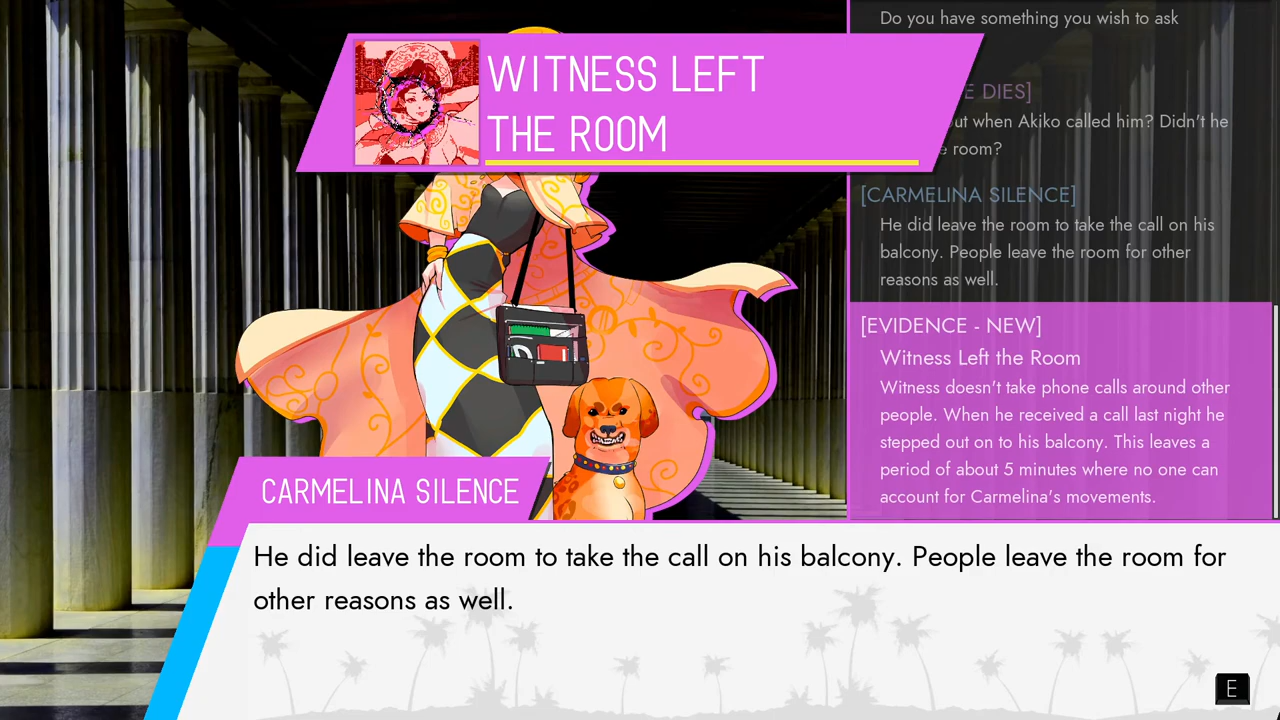 Do you have something you wish to ask
WITNESS LEFT
THE ROOM
DIES]
but when Akiko called him? Didn't he
room?
[CARMELINA SILENCE]
He did leave the room to take the call on his
balcony. People leave the room for other
reasons as well.
[EVIDENCE - NEW]
Witness Left the Room
Witness doesn't take phone calls around other
people. When he received a call last night he
stepped out on to his balcony. This leaves a
period of about 5 minutes where no one can
account for Carmelina's movements.
CARMELINA SILENCE
He did leave the room to take the call on his balcony. People leave the room for
other reasons as well.
E